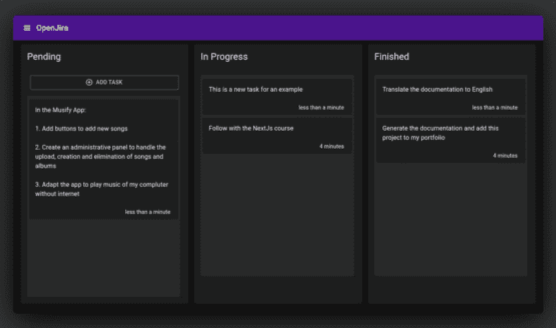 OpenJira
Pending
ADD TASK
In the Musify App:
1. Add buttons to add new songs
2. Create an administrative panel to handle the
upload, creation and elimination of songs and
albums
3. Adapt the app to play music of my compluter
without internet
less than a minute
In Progress
This is a new task for an example
less than a minute
Follow with the NextJs course
4 minutes
Finished
Translate the documentation to English
less than a minute
Generate the documentation and add this
project to my portfolio
4 minutes